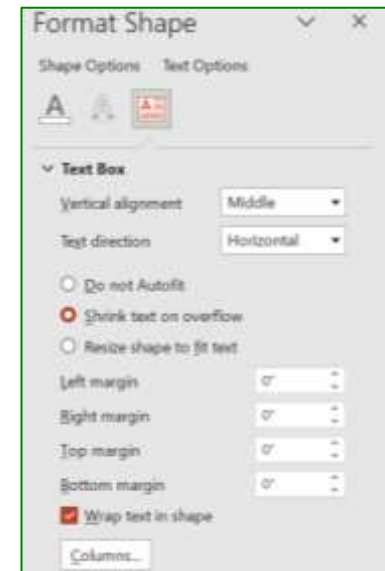 Format Shape
Shape Options Text Options
A A A
Text Box
Vertical alignment Middle
Text direction Horizontal
Do not Autofit
Shrink text on overflow
Resize shape to fit text
Left margin 0"
Right margin 0"
Top margin 0"
Bottom margin 0"
Wrap text in shape
Columns...